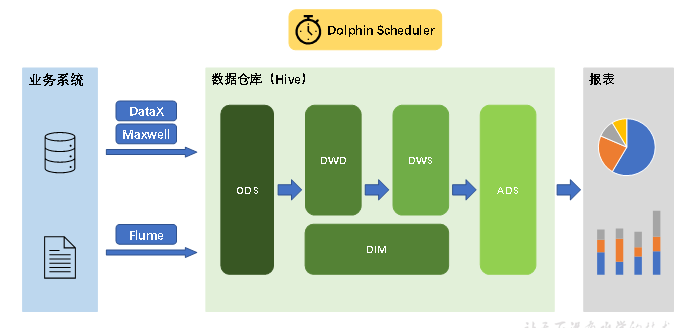 Dolphin Scheduler
业务系统
数据仓库（Hive）
报表
DataX
Maxwell
Flume
ODS
DWD
DWS
ADS
DIM